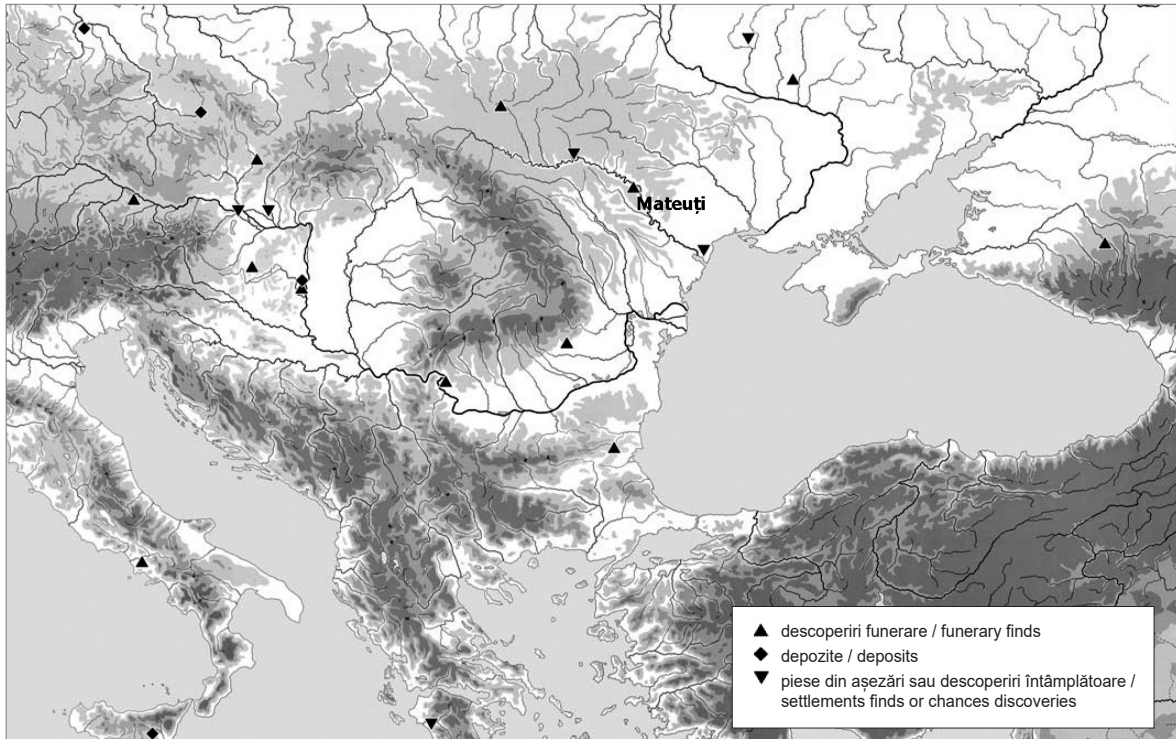 Mateuți
descoperiri funerare / funerary finds
depozite / deposits
piese din așezări sau descoperiri întâmplătoare /
settlements finds or chances discoveries